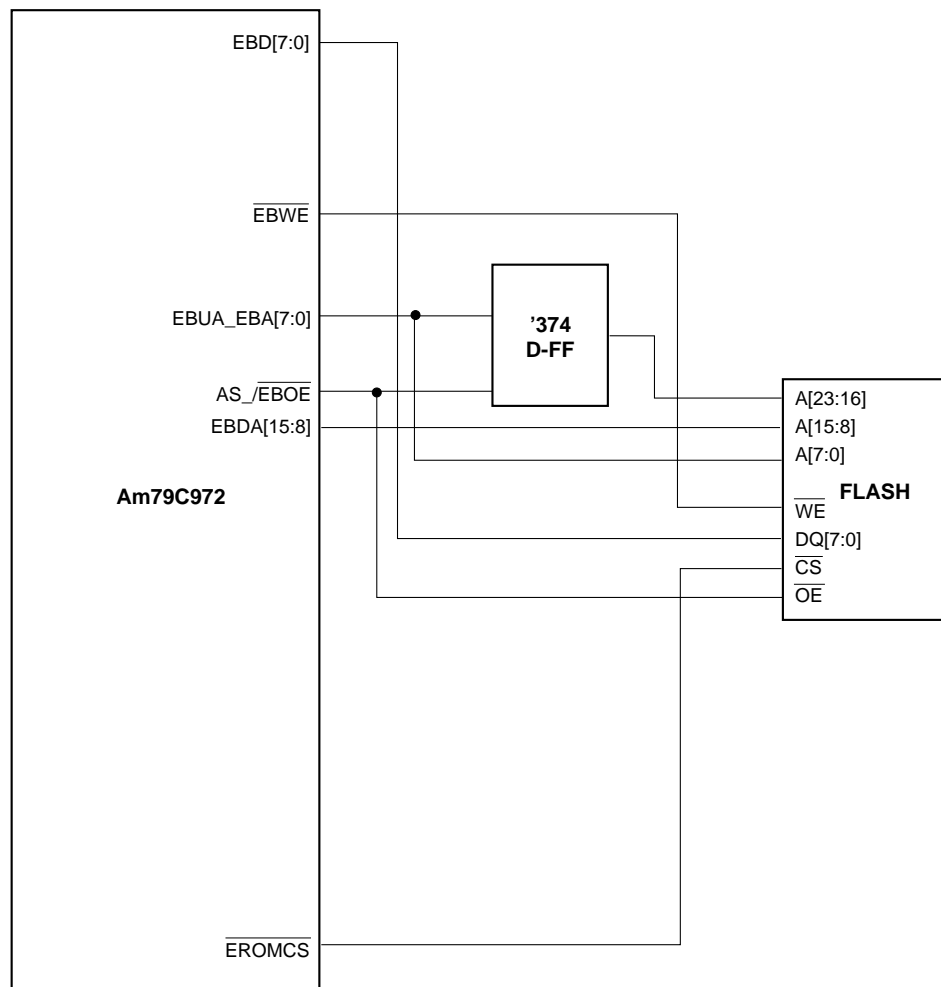 EBD[7:0]
EBWE
EBUA_EBA[7:0]
AS_/EBOE
EBDA[15:8]
Am79C972
EROMCS
’374
D-FF
A[23:16]
A[15:8]
A[7:0]
FLASH
WE
DQ[7:0]
CS
OE